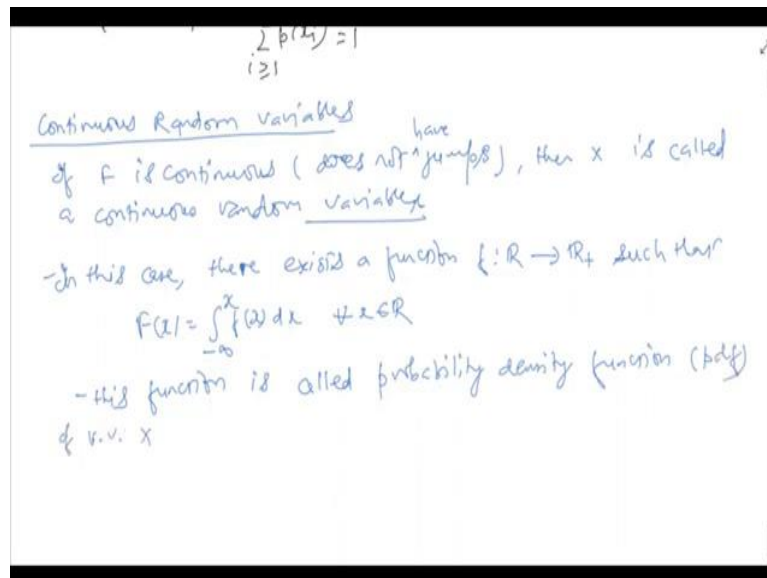 Σ p(xi) = 1
i≥1
Continuous Random variables
If F is continuous ( does not have jumps), then X is called
a continuous random variable
- In this case, there exists a function f: R → R+ such that
F(x) = ∫_{-∞}^{x} f(x) dx ∀ x∈R
- this function is called probability density function (pdf)
of r.v. X